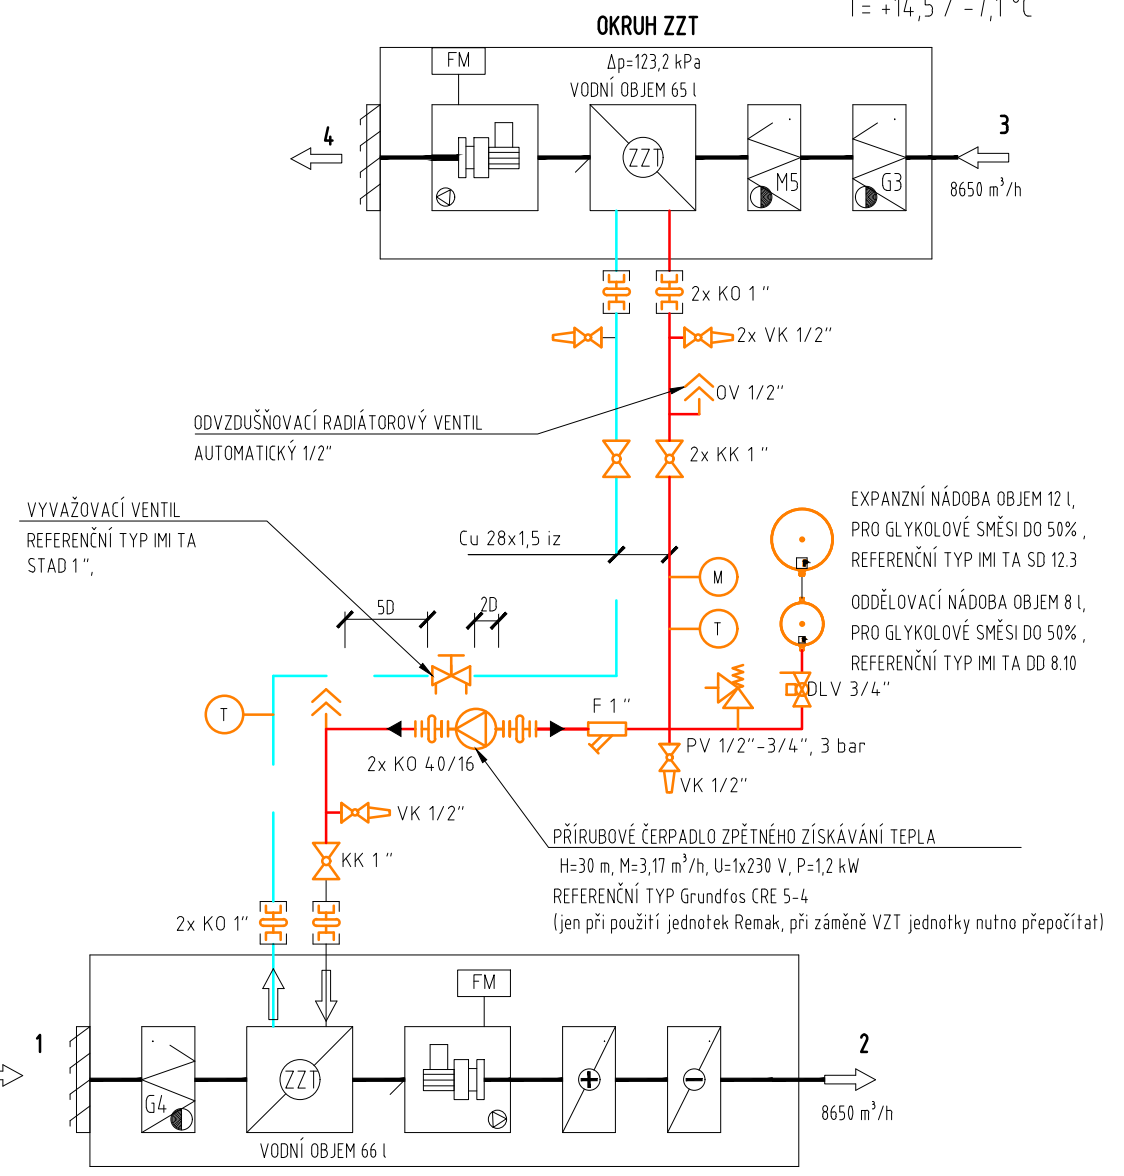 OKRUH ZZT
FM
Δp=123,2 kPa
VODNÍ OBJEM 65 l
4
3
ZZT
M5
G3
8650 m³/h
2x KO 1"
2x VK 1/2"
OV 1/2"
ODVZDUŠŇOVACÍ RADIÁTOROVÝ VENTIL
AUTOMATICKÝ 1/2"
2x KK 1"
VYVAŽOVACÍ VENTIL
REFERENČNÍ TYP IMI TA
STAD 1",
Cu 28x1,5 iz
EXPANZNÍ NÁDOBA OBJEM 12 l,
PRO GLYKOLOVÉ SMĚSI DO 50% ,
REFERENČNÍ TYP IMI TA SD 12.3
M
5D
2D
ODDĚLOVACÍ NÁDOBA OBJEM 8 l,
PRO GLYKOLOVÉ SMĚSI DO 50% ,
REFERENČNÍ TYP IMI TA DD 8.10
T
DLV 3/4"
T
F 1"
PV 1/2"-3/4", 3 bar
2x KO 40/16
VK 1/2"
VK 1/2"
PŘÍRUBOVÉ ČERPADLO ZPĚTNÉHO ZÍSKÁVÁNÍ TEPLA
H=30 m, M=3,17 m³/h, U=1x230 V, P=1,2 kW
REFERENČNÍ TYP Grundfos CRE 5-4
(jen při použití jednotek Remak, při záměně VZT jednotky nutno přepočítat)
KK 1"
2x KO 1"
FM
1
2
ZZT
G4
8650 m³/h
VODNÍ OBJEM 66 l